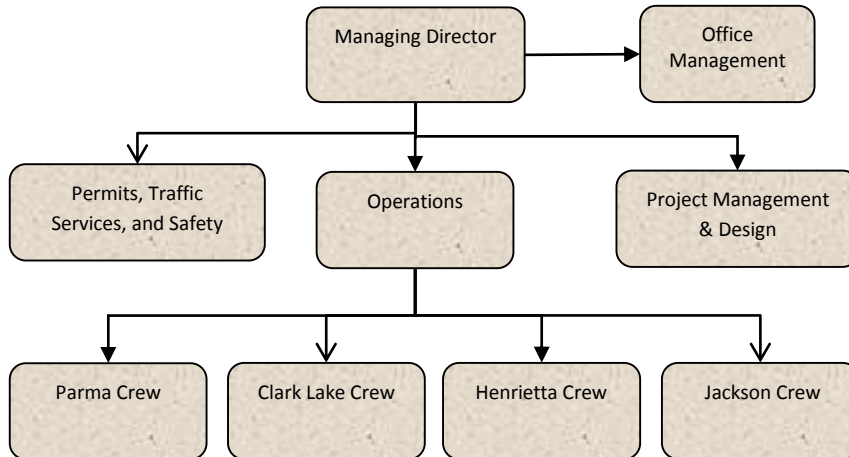 Managing Director
Office
Management
Permits, Traffic
Services, and Safety
Operations
Project Management
& Design
Parma Crew
Clark Lake Crew
Henrietta Crew
Jackson Crew